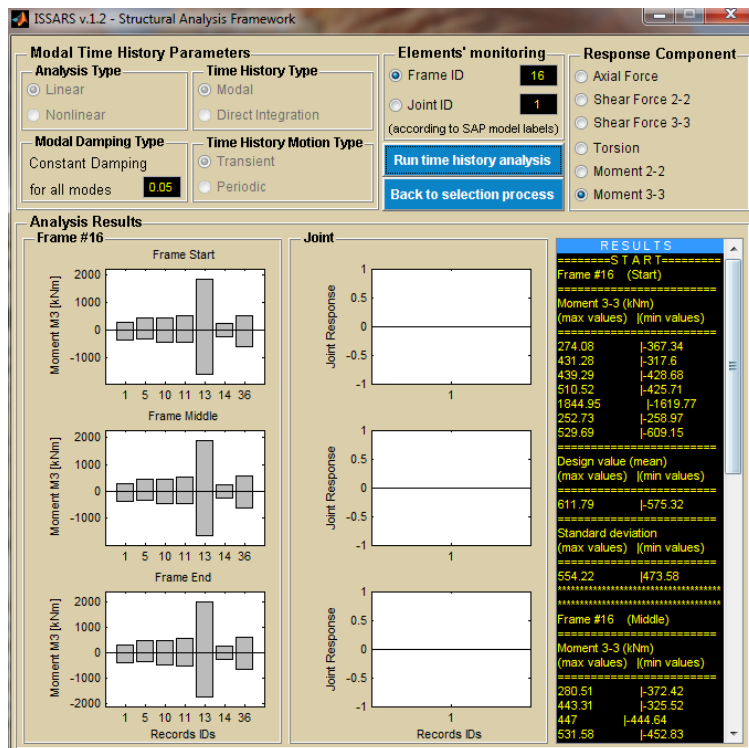 ISSARS v.1.2 - Structural Analysis Framework
Modal Time History Parameters
Analysis Type
Linear
Nonlinear
Time History Type
Modal
Direct Integration
Modal Damping Type
Constant Damping
for all modes 0.05
Time History Motion Type
Transient
Periodic
Elements' monitoring
Frame ID 16
Joint ID 1
(according to SAP model labels)
Run time history analysis
Back to selection process
Response Component
Axial Force
Shear Force 2-2
Shear Force 3-3
Torsion
Moment 2-2
Moment 3-3
Analysis Results
Frame #16
Frame Start
Moment M3 [kNm]
2000
1000
0
-1000
1 5 10 11 13 14 36
Frame Middle
Moment M3 [kNm]
2000
1000
0
-1000
1 5 10 11 13 14 36
Frame End
Moment M3 [kNm]
2000
1000
0
-1000
-2000
1 5 10 11 13 14 36
Records IDs
Joint
Joint Response
1
0.5
0
-0.5
-1
1
Joint Response
1
0.5
0
-0.5
-1
1
Joint Response
1
0.5
0
-0.5
-1
1
Records IDs
R E S U L T S
========S T A R T=========
Frame #16 (Start)
========================
Moment 3-3 (kNm)
(max values) |(min values)
========================
274.08 |-367.34
431.28 |-317.6
439.29 |-428.68
510.52 |-425.71
1844.95 |-1619.77
252.73 |-258.97
529.69 |-609.15
========================
Design value (mean)
(max values) |(min values)
========================
611.79 |-575.32
========================
Standard deviation
(max values) |(min values)
========================
554.22 |473.58
************************************
************************************
Frame #16 (Middle)
========================
Moment 3-3 (kNm)
(max values) |(min values)
========================
280.51 |-372.42
443.31 |-325.52
447 |-444.64
531.58 |-452.83